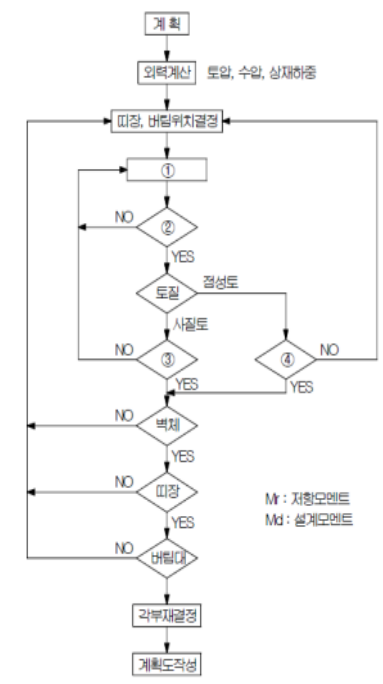 계 획
외력계산 토압, 수압, 상재하중
띠장, 버팀위치결정
①
NO ②
YES
토질 점성토
사질토
NO ③ ④ NO
YES YES
NO 벽체
YES
NO 띠장
YES
Mr : 저항모멘트
Md : 설계모멘트
NO 버팀대
각부재결정
계획도작성